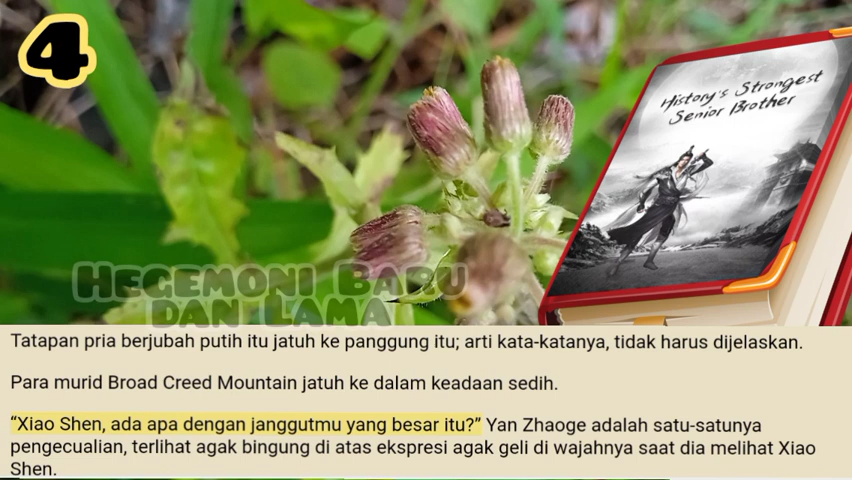 4
History's Strongest
Senior Brother
HEGEMONI BARU
DAN LAMA
Tatapan pria berjubah putih itu jatuh ke panggung itu; arti kata-katanya, tidak harus dijelaskan.
Para murid Broad Creed Mountain jatuh ke dalam keadaan sedih.
“Xiao Shen, ada apa dengan janggutmu yang besar itu?” Yan Zhaoge adalah satu-satunya
pengecualian, terlihat agak bingung di atas ekspresi agak geli di wajahnya saat dia melihat Xiao
Shen.